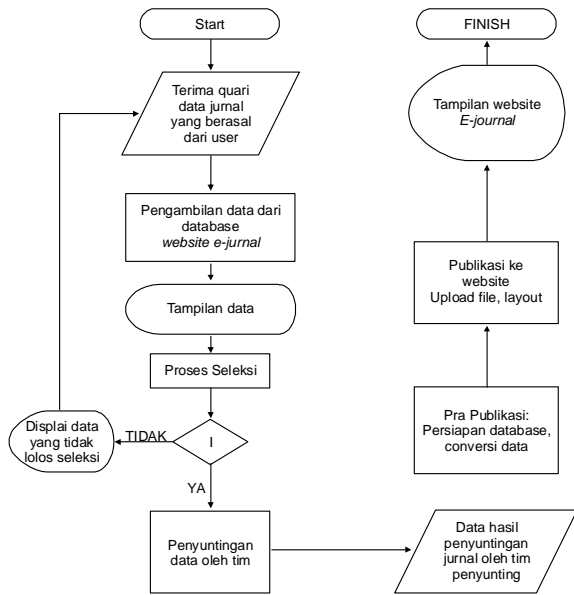 Start
Terima quari
data jurnal
yang berasal
dari user
Pengambilan data dari
database
website e-jurnal
Tampilan data
Proses Seleksi
I
TIDAK
Displai data
yang tidak
lolos seleksi
YA
Penyuntingan
data oleh tim
Data hasil
penyuntingan
jurnal oleh tim
penyunting
Pra Publikasi:
Persiapan database,
conversi data
Publikasi ke
website
Upload file, layout
Tampilan website
E-journal
FINISH